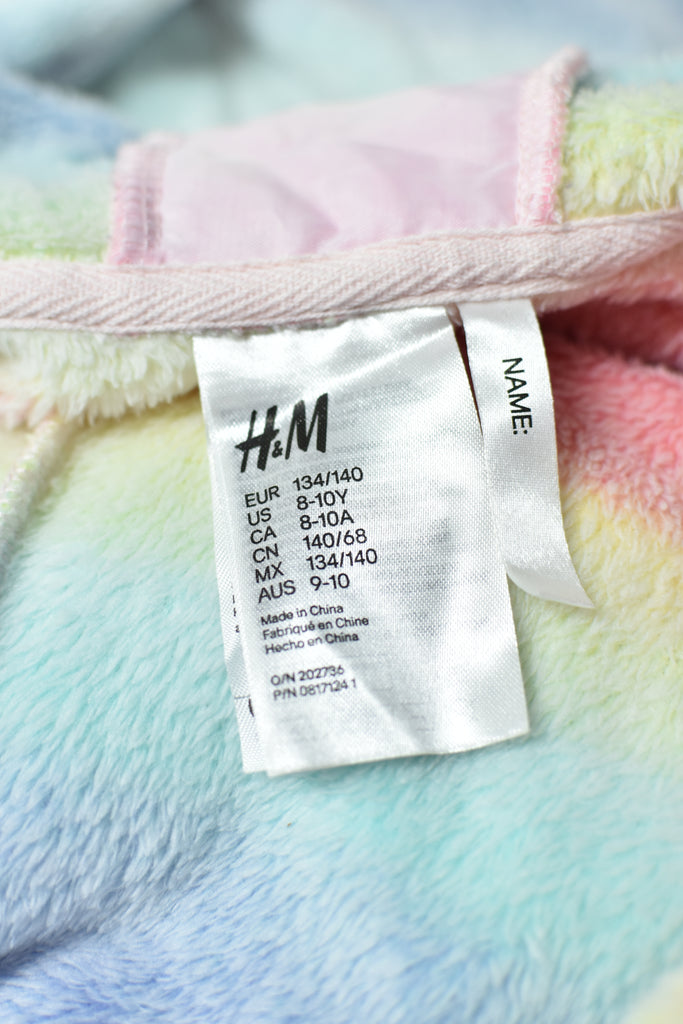 H&M
EUR 134/140
US 8-10Y
CA 8-10A
CN 140/68
MX 134/140
AUS 9-10
Made in China
Fabriqué en Chine
Hecho en China
O/N 202736
P/N 0817124 1
NAME: